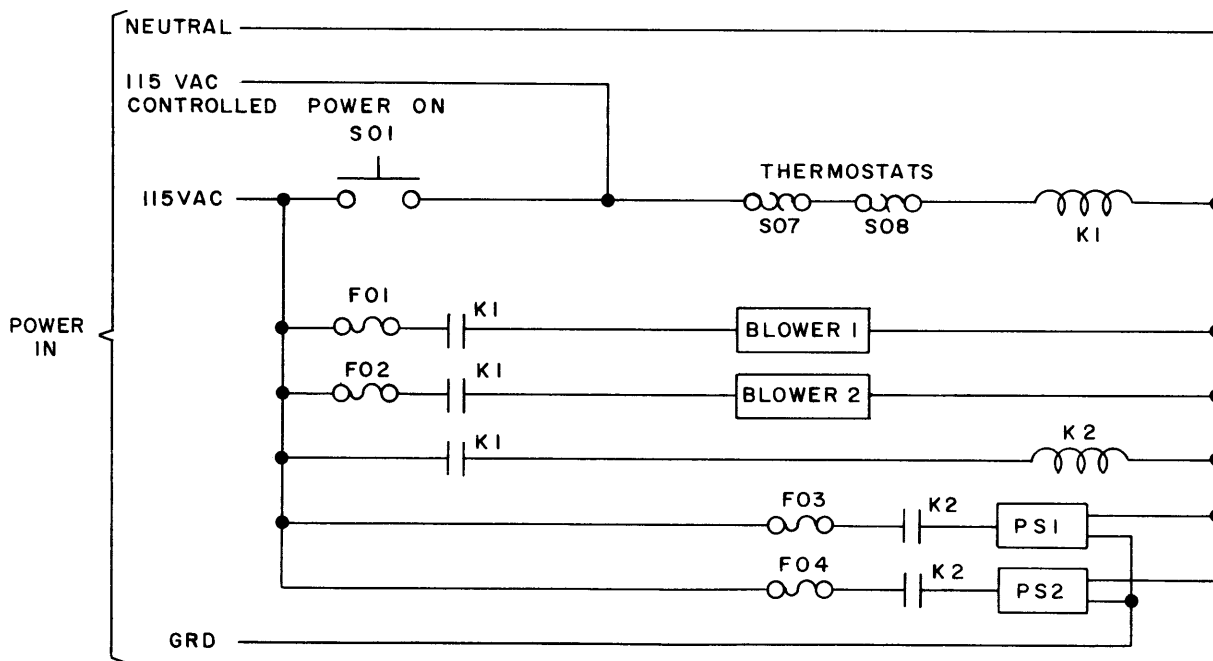 NEUTRAL
115 VAC
CONTROLLED POWER ON
S01
115VAC
THERMOSTATS
S07
S08
K1
F01
K1
BLOWER 1
POWER
IN
F02
K1
BLOWER 2
K1
K2
F03
K2
PS1
F04
K2
PS2
GRD